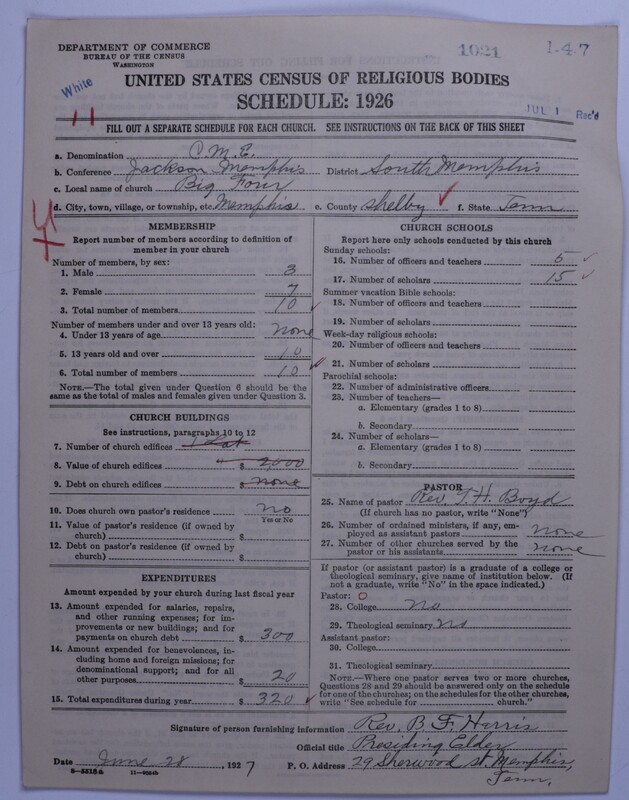 DEPARTMENT OF COMMERCE
BUREAU OF THE CENSUS
WASHINGTON
1021
1-4-7
White
11
UNITED STATES CENSUS OF RELIGIOUS BODIES
SCHEDULE: 1926
JUL 1 Rec'd
FILL OUT A SEPARATE SCHEDULE FOR EACH CHURCH. SEE INSTRUCTIONS ON THE BACK OF THIS SHEET
a. Denomination C.M.E.
b. Conference Jackson Memphis District South Memphis
c. Local name of church Big Four
d. City, town, village, or township, etc. Memphis e. County Shelby f. State Tenn
MEMBERSHIP
Report number of members according to definition of
member in your church
Number of members, by sex:
1. Male 3
2. Female 7
3. Total number of members 10
Number of members under and over 13 years old:
4. Under 13 years of age none
5. 13 years old and over 10
6. Total number of members 10
NOTE.—The total given under Question 6 should be the
same as the total of males and females given under Question 3.
CHURCH BUILDINGS
See instructions, paragraphs 10 to 12
7. Number of church edifices 1 Lot
8. Value of church edifices $ 2,000
9. Debt on church edifices $ none
10. Does church own pastor's residence? no
Yes or No
11. Value of pastor's residence (if owned by
church) $
12. Debt on pastor's residence (if owned by
church) $
EXPENDITURES
Amount expended by your church during last fiscal year
13. Amount expended for salaries, repairs,
and other running expenses; for im-
provements or new buildings; and for
payments on church debt $ 300
14. Amount expended for benevolences, in-
cluding home and foreign missions; for
denominational support; and for all
other purposes $ 20
15. Total expenditures during year $ 320
CHURCH SCHOOLS
Report here only schools conducted by this church
Sunday schools:
16. Number of officers and teachers 5
17. Number of scholars 15
Summer vacation Bible schools:
18. Number of officers and teachers
19. Number of scholars
Week-day religious schools:
20. Number of officers and teachers
21. Number of scholars
Parochial schools:
22. Number of administrative officers
23. Number of teachers—
a. Elementary (grades 1 to 8)
b. Secondary
24. Number of scholars—
a. Elementary (grades 1 to 8)
b. Secondary
PASTOR
25. Name of pastor Rev. T. H. Boyd
(If church has no pastor, write "None")
26. Number of ordained ministers, if any, em-
ployed as assistant pastors none
27. Number of other churches served by the
pastor or his assistants none
If pastor (or assistant pastor) is a graduate of a college or
theological seminary, give name of institution below. (If
not a graduate, write "No" in the space indicated.)
Pastor: 0
28. College No
29. Theological seminary No
Assistant pastor:
30. College
31. Theological seminary
NOTE.—Where one pastor serves two or more churches,
Questions 28 and 29 should be answered only on the schedule
for one of the churches; on the schedules for the other churches,
write "See schedule for church."
Signature of person furnishing information Rev. B F Harris
Official title Presiding Elder
Date June 28, 1927 P. O. Address 29 Sherwood st. Memphis,
Tenn,
8-5518a 11-9264b